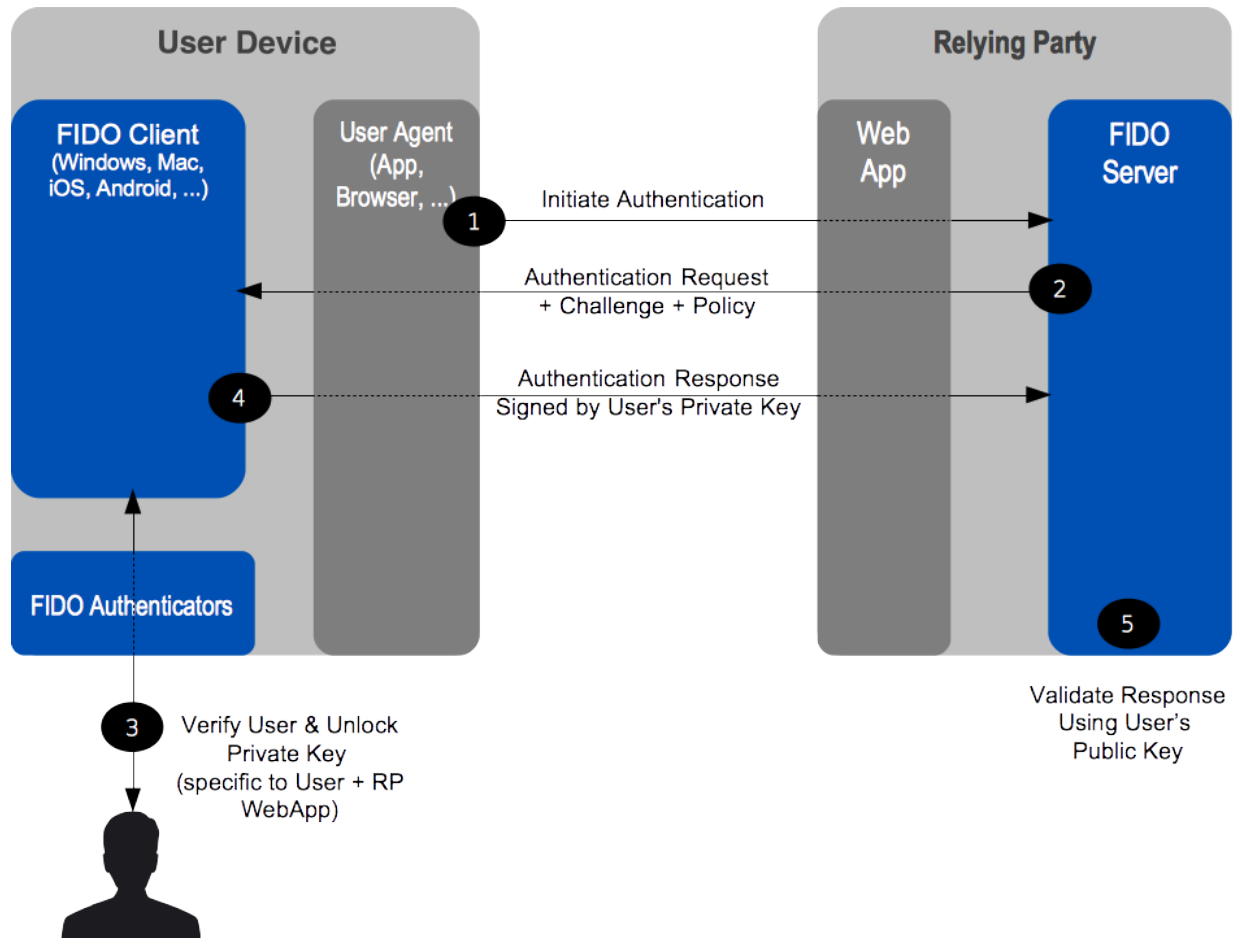 User Device
Relying Party
FIDO Client
(Windows, Mac,
iOS, Android, ...)
User Agent
(App,
Browser, ...)
Web
App
FIDO
Server
1
Initiate Authentication
Authentication Request
+ Challenge + Policy
2
Authentication Response
Signed by User's Private Key
4
FIDO Authenticators
5
Validate Response
Using User’s
Public Key
3
Verify User & Unlock
Private Key
(specific to User + RP
WebApp)